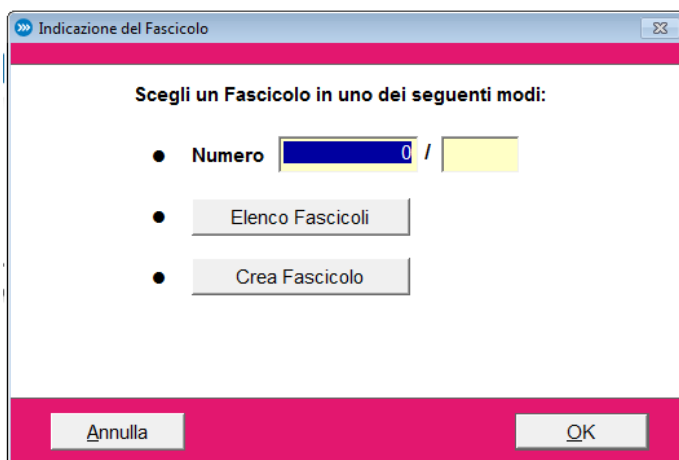 Indicazione del Fascicolo
Scegli un Fascicolo in uno dei seguenti modi:
Numero 0 /
Elenco Fascicoli
Crea Fascicolo
Annulla OK